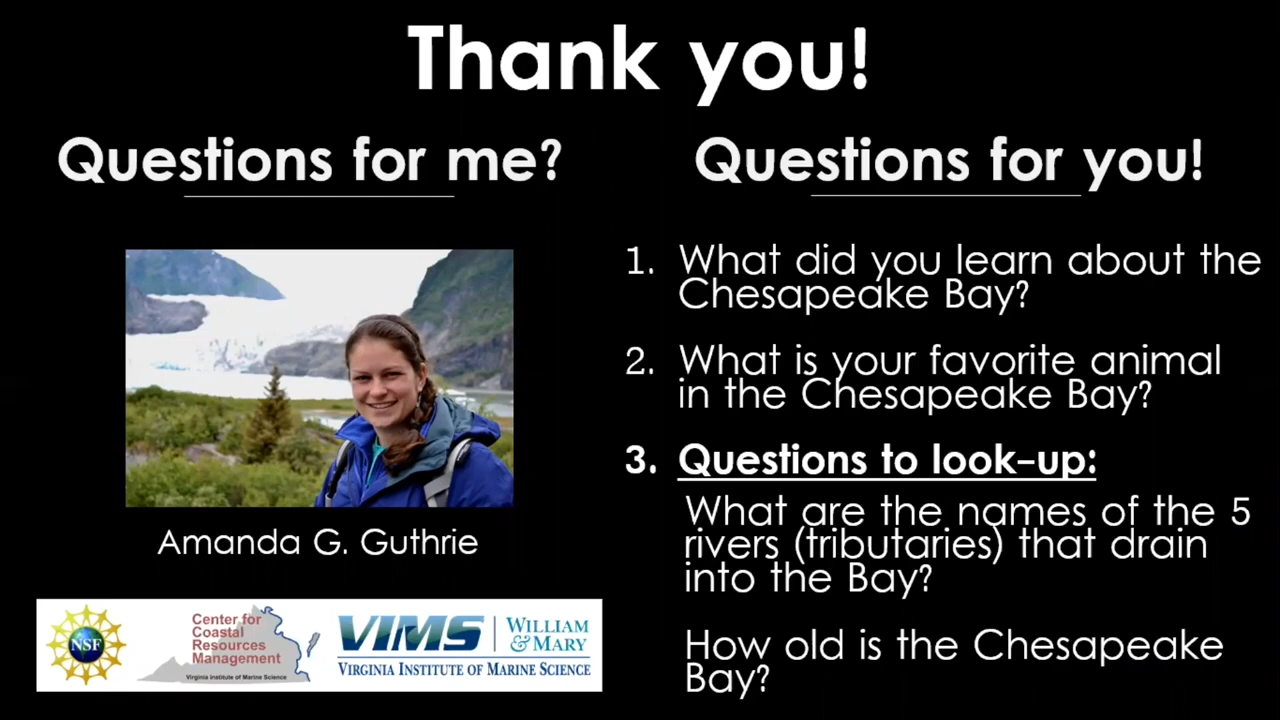 Thank you!
Questions for me?
Amanda G. Guthrie
NSF
Center for
Coastal
Resources
Management
Virginia Institute of Marine Science
VIMS
WILLIAM
& MARY
VIRGINIA INSTITUTE OF MARINE SCIENCE
Questions for you!
1. What did you learn about the
Chesapeake Bay?
2. What is your favorite animal
in the Chesapeake Bay?
3. Questions to look-up:
What are the names of the 5
rivers (tributaries) that drain
into the Bay?
How old is the Chesapeake
Bay?